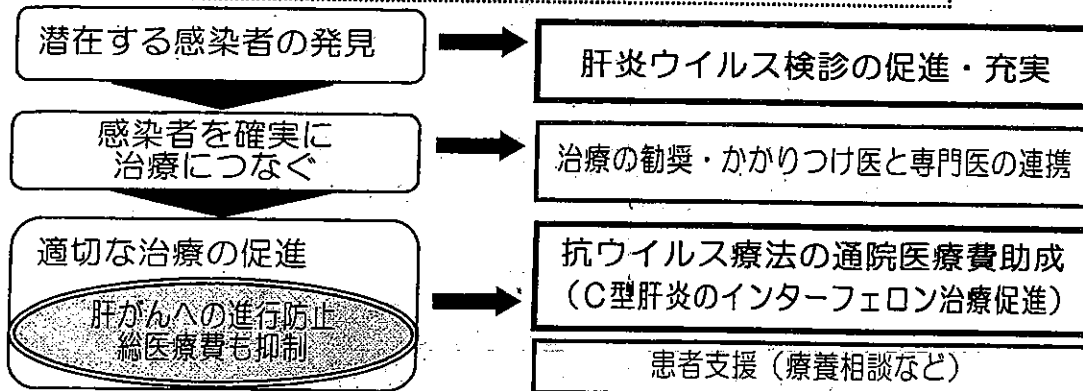 潜在する感染者の発見
肝炎ウイルス検診の促進・充実
感染者を確実に
治療につなぐ
治療の勧奨・かかりつけ医と専門医の連携
適切な治療の促進
肝がんへの進行防止
総医療費も抑制
抗ウイルス療法の通院医療費助成
（C型肝炎のインターフェロン治療促進）
患者支援（療養相談など）